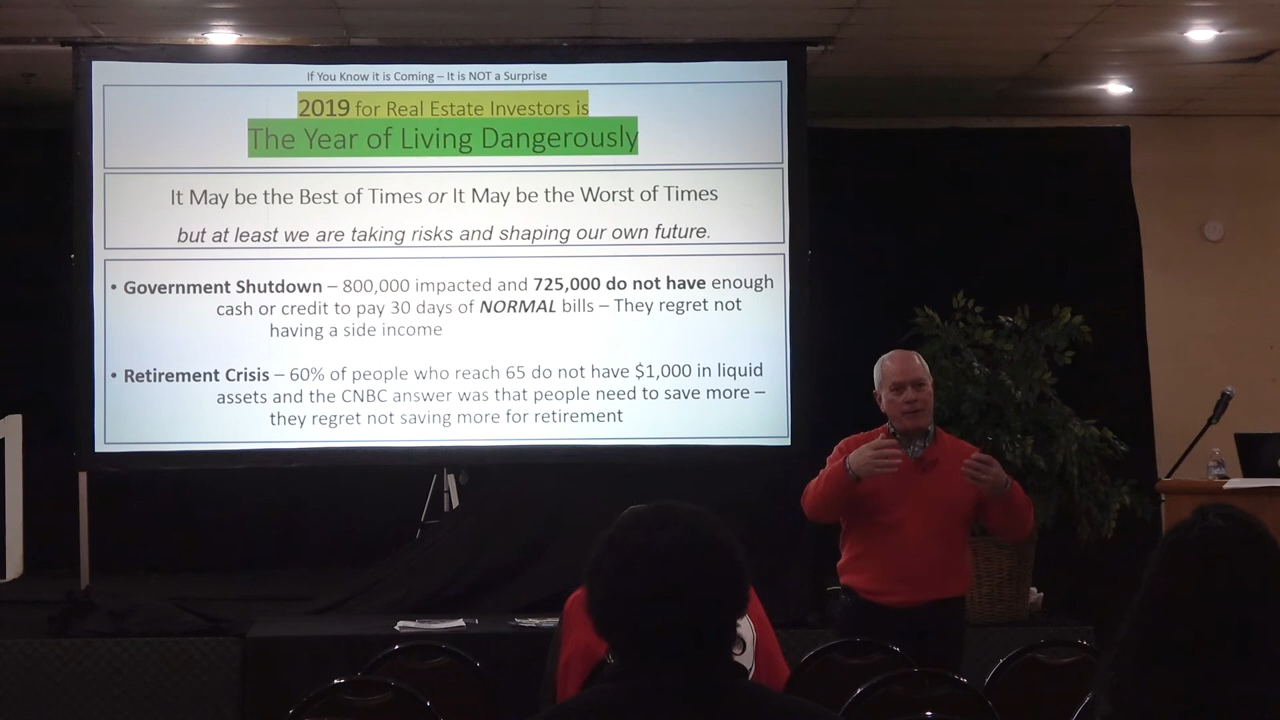 If You Know it is Coming – It is NOT a Surprise
2019 for Real Estate Investors is
The Year of Living Dangerously
It May be the Best of Times or It May be the Worst of Times
but at least we are taking risks and shaping our own future.
• Government Shutdown – 800,000 impacted and 725,000 do not have enough
cash or credit to pay 30 days of NORMAL bills – They regret not
having a side income
• Retirement Crisis – 60% of people who reach 65 do not have $1,000 in liquid
assets and the CNBC answer was that people need to save more –
they regret not saving more for retirement